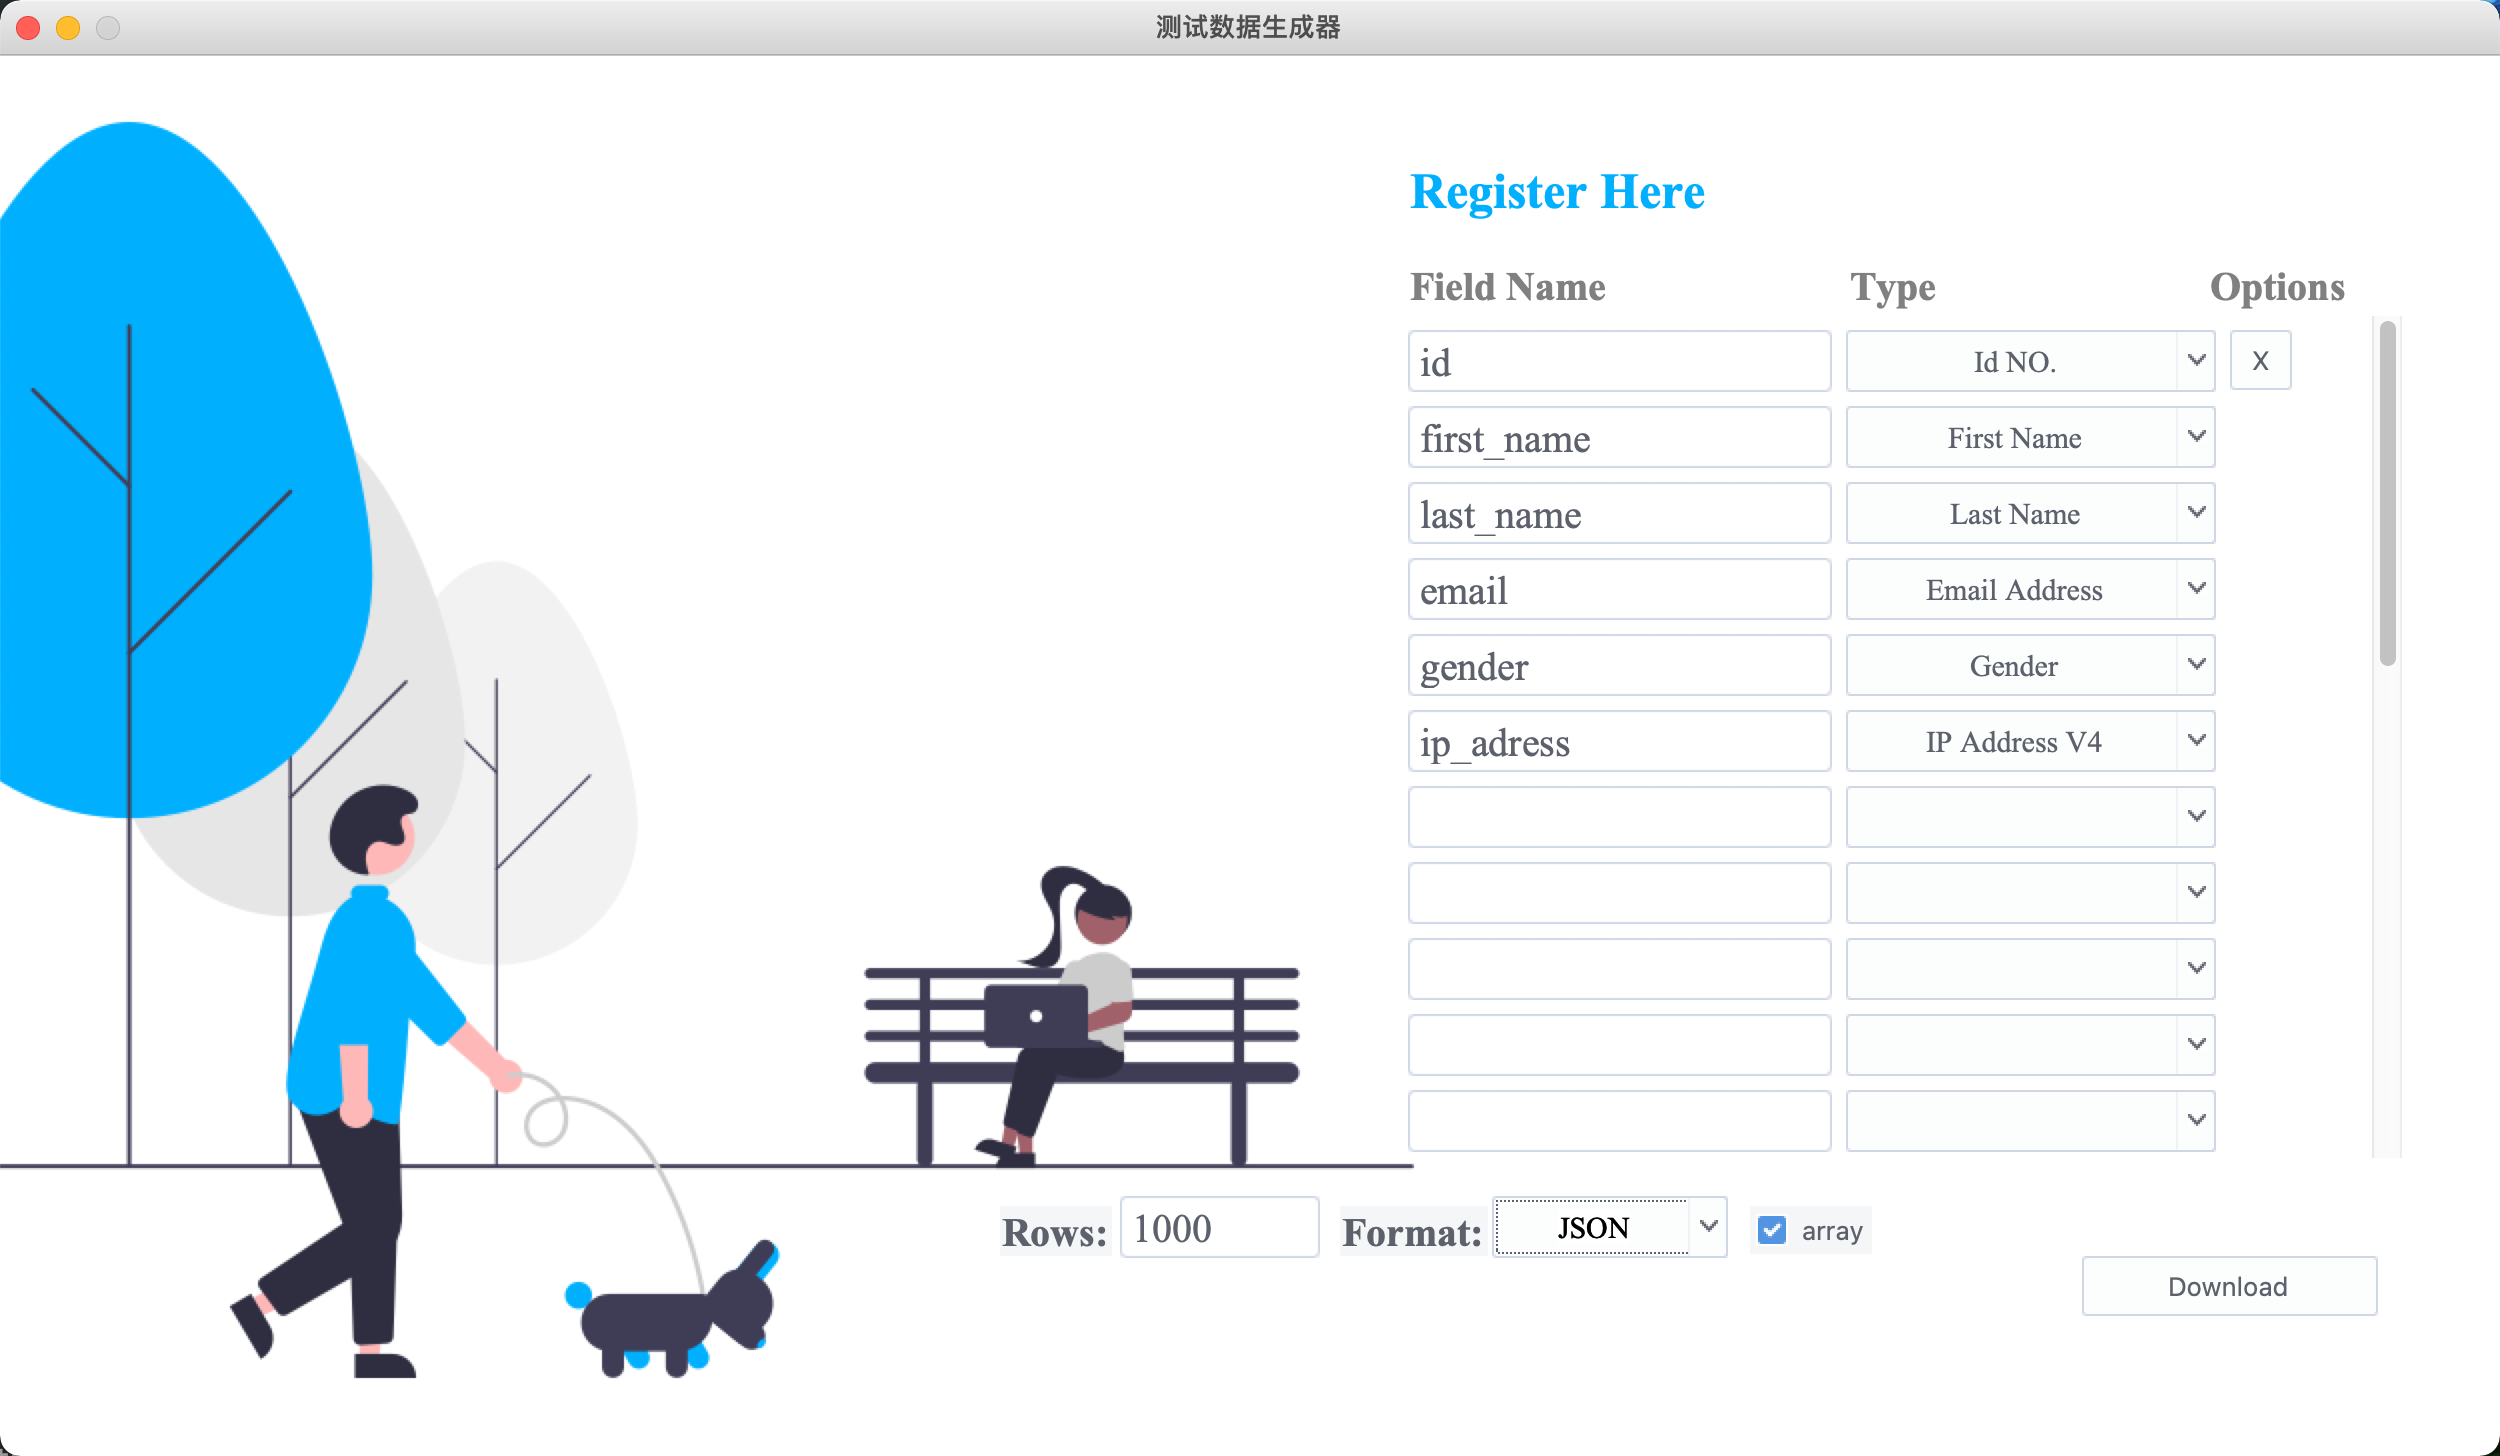 测试数据生成器
Register Here
Field Name Type Options
id Id NO. X
first_name First Name
last_name Last Name
email Email Address
gender Gender
ip_adress IP Address V4
Rows: 1000 Format: JSON array
Download